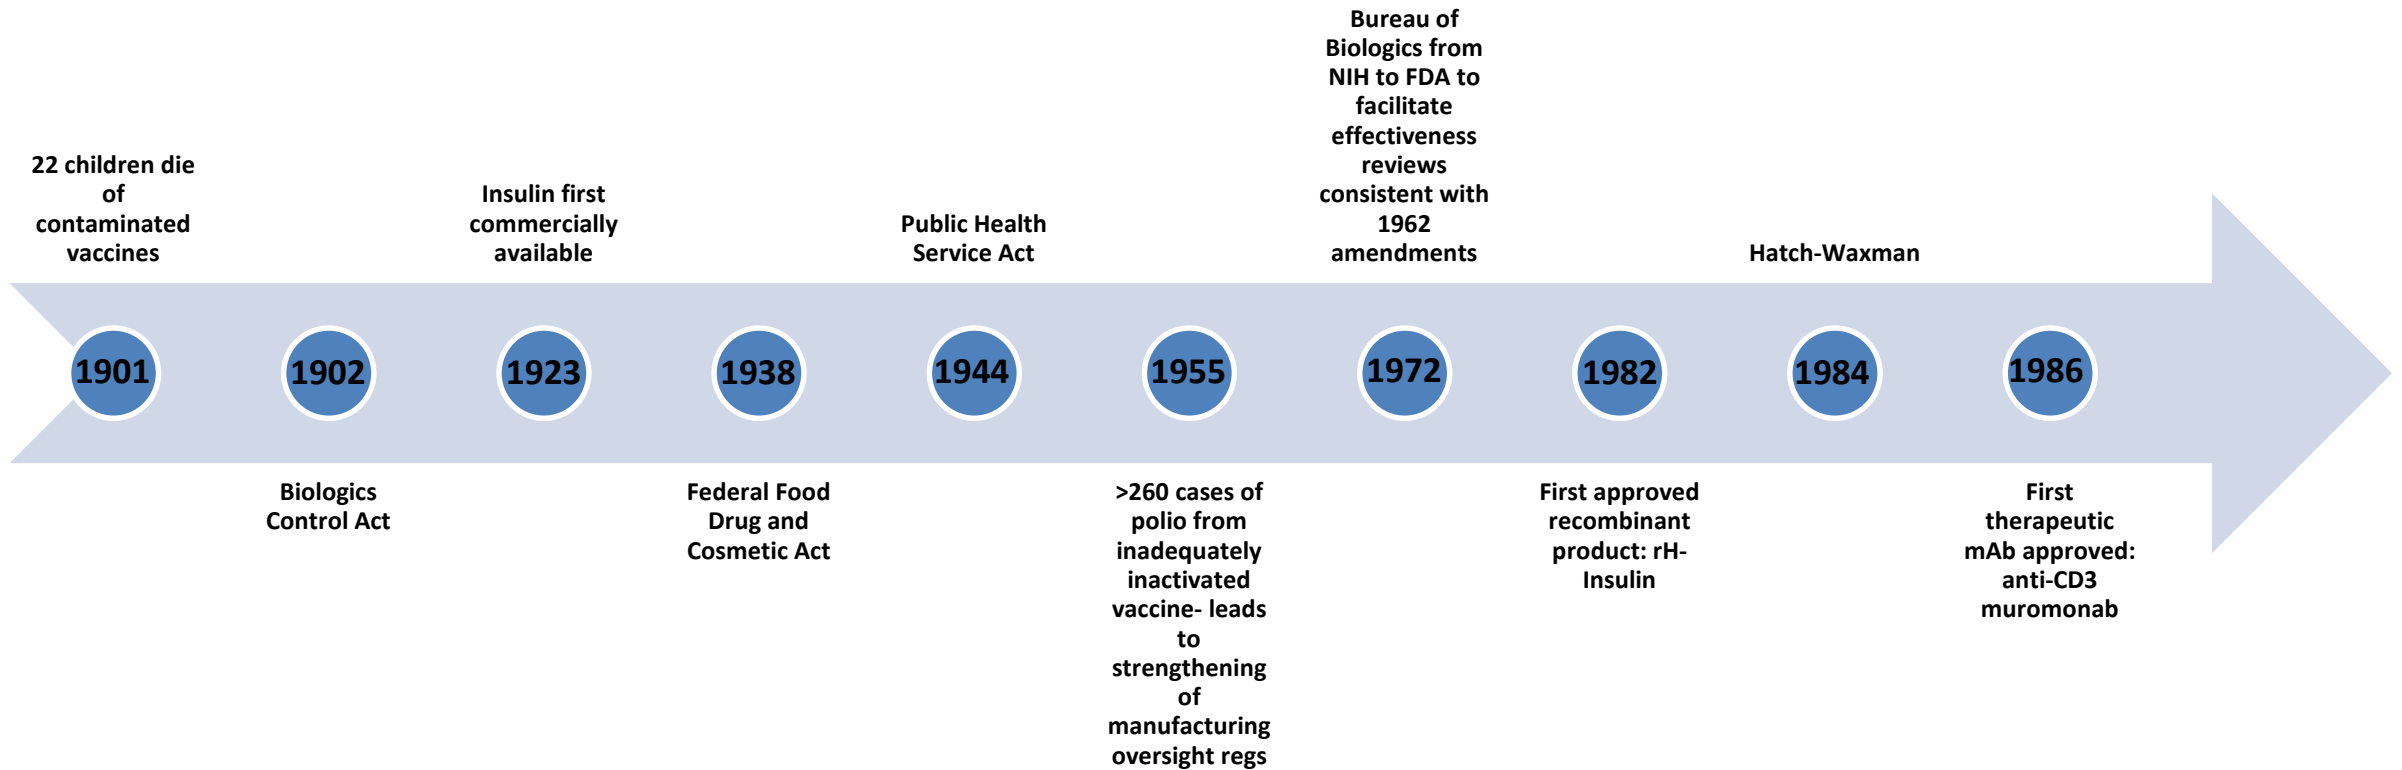 22 children die
of
contaminated
vaccines
Insulin first
commercially
available
Public Health
Service Act
Bureau of
Biologics from
NIH to FDA to
facilitate
effectiveness
reviews
consistent with
1962
amendments
Hatch-Waxman
1901
1902
1923
1938
1944
1955
1972
1982
1984
1986
Biologics
Control Act
Federal Food
Drug and
Cosmetic Act
>260 cases of
polio from
inadequately
inactivated
vaccine- leads
to
strengthening
of
manufacturing
oversight regs
First approved
recombinant
product: rH-
Insulin
First
therapeutic
mAb approved:
anti-CD3
muromonab